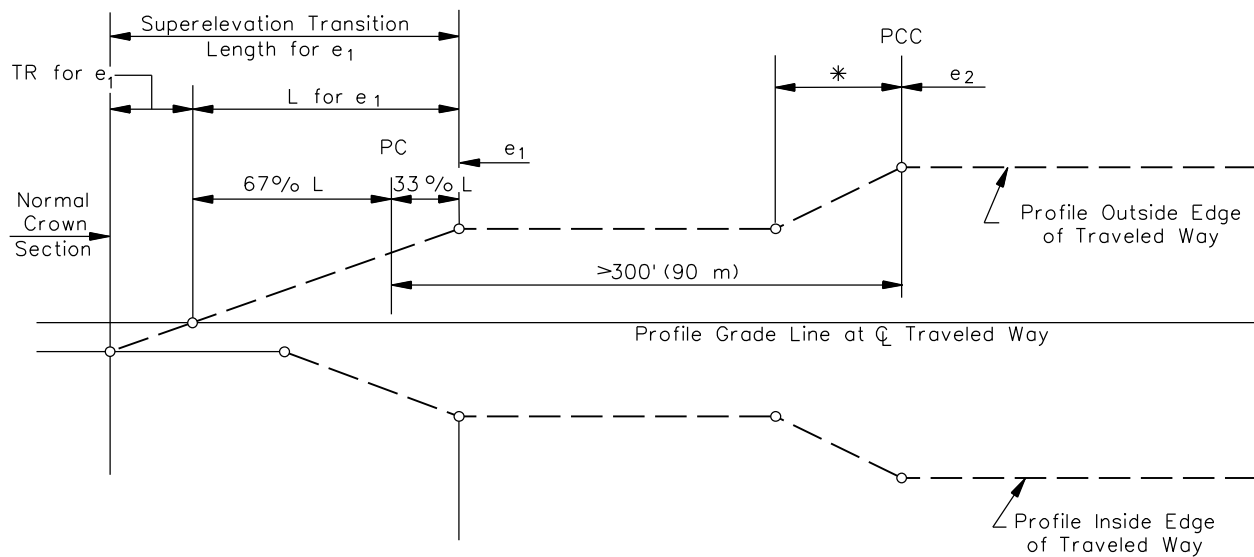 Superelevation Transition
Length for e1
PCC
TR for e1
*
e2
L for e1
PC
e1
67% L
33% L
Normal
Crown
Section
Profile Outside Edge
of Traveled Way
>300' (90 m)
Profile Grade Line at ℄ Traveled Way
Profile Inside Edge
of Traveled Way